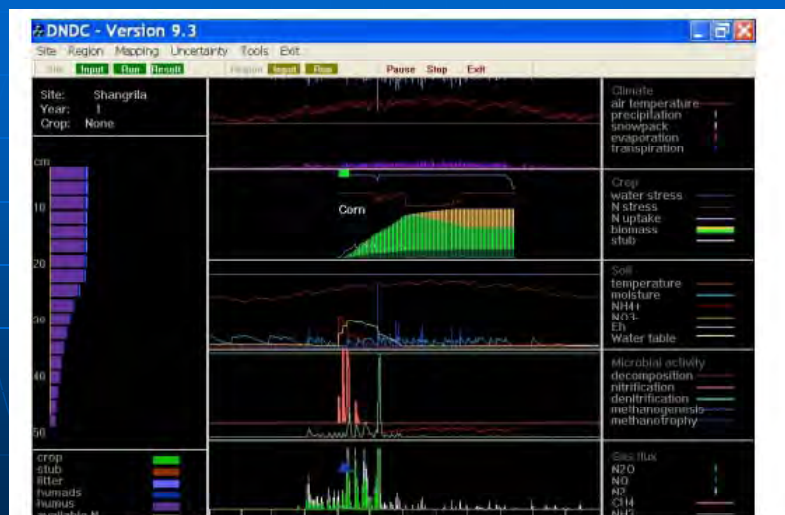 DNDC - Version 9.3
Site Region Mapping Uncertainty Tools Exit
Site Input Run Result Region Input Run Pause Stop Exit
Site: Shangrila
Year: 1
Crop: None
cm
10
20
30
40
50
crop
stub
litter
humads
humus
available N
Corn
Climate
air temperature
precipitation
snowpack
evaporation
transpiration
Crop
water stress
N stress
N uptake
biomass
stub
Soil
temperature
moisture
NH4+
NO3-
Eh
Water table
Microbial activity
decomposition
nitrification
denitrification
methanogenesis
methanotrophy
Gas flux
N2O
NO
N2
CH4
NH3